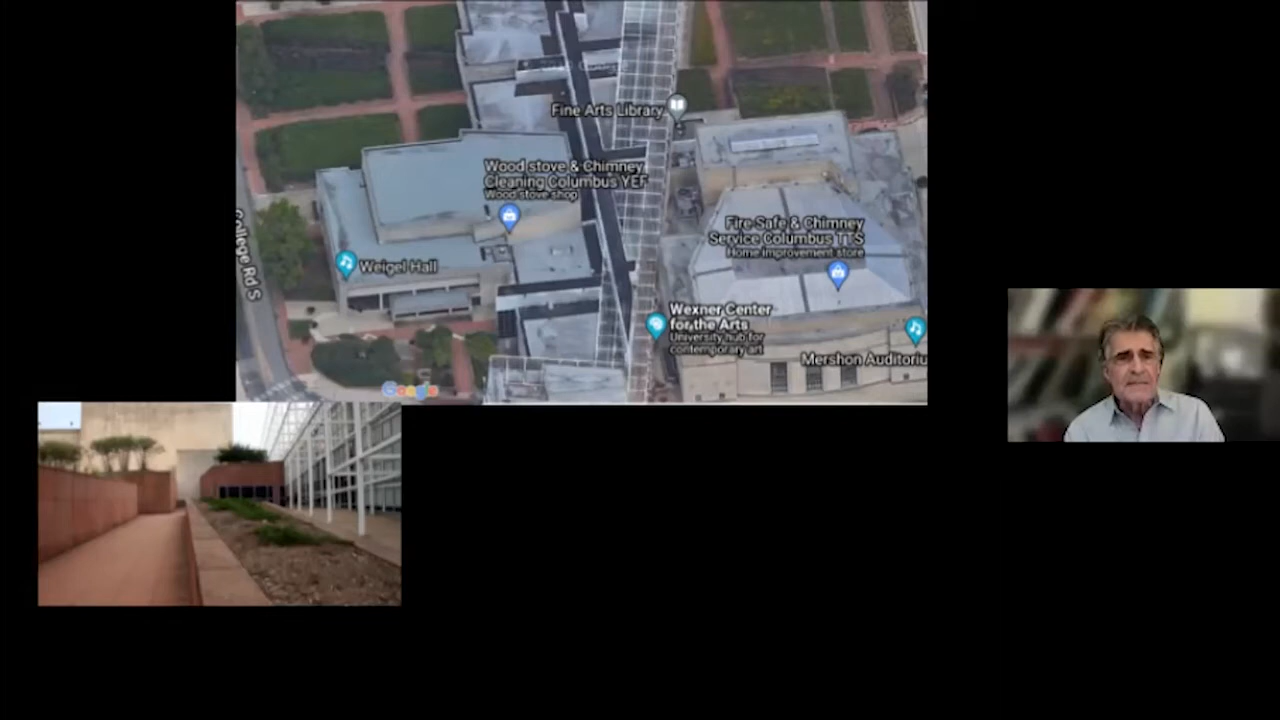 Fine Arts Library
Wood stove & Chimney
Cleaning Columbus YEF
Wood stove shop
Fire Safe & Chimney
Service Columbus TTS
Home improvement store
College Rd S
Weigel Hall
Wexner Center
for the Arts
University hub for
contemporary art
Mershon Auditoriu
Google